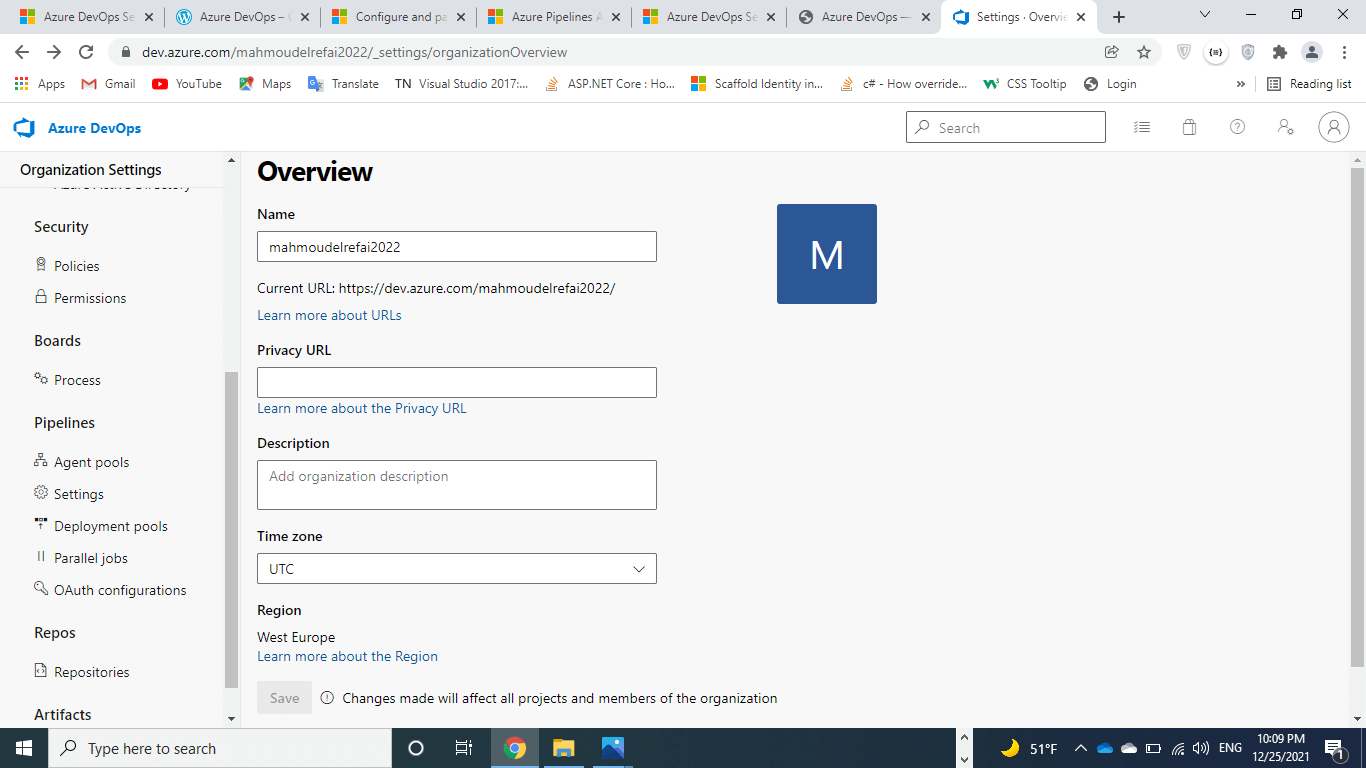 Azure DevOps Se
Azure DevOps – C
Configure and pa
Azure Pipelines A
Azure DevOps Se
Azure DevOps —
Settings · Overvie
dev.azure.com/mahmoudelrefai2022/_settings/organizationOverview
Apps
Gmail
YouTube
Maps
Translate
TN Visual Studio 2017:...
ASP.NET Core : Ho...
Scaffold Identity in...
c# - How override...
CSS Tooltip
Login
»
Reading list
Azure DevOps
Search
Organization Settings
Azure Active Directory
Security
Policies
Permissions
Boards
Process
Pipelines
Agent pools
Settings
Deployment pools
Parallel jobs
OAuth configurations
Repos
Repositories
Artifacts
Overview
Name
mahmoudelrefai2022
M
Current URL: https://dev.azure.com/mahmoudelrefai2022/
Learn more about URLs
Privacy URL
Learn more about the Privacy URL
Description
Add organization description
Time zone
UTC
Region
West Europe
Learn more about the Region
Save
Changes made will affect all projects and members of the organization
Type here to search
51°F
ENG
10:09 PM
12/25/2021
1